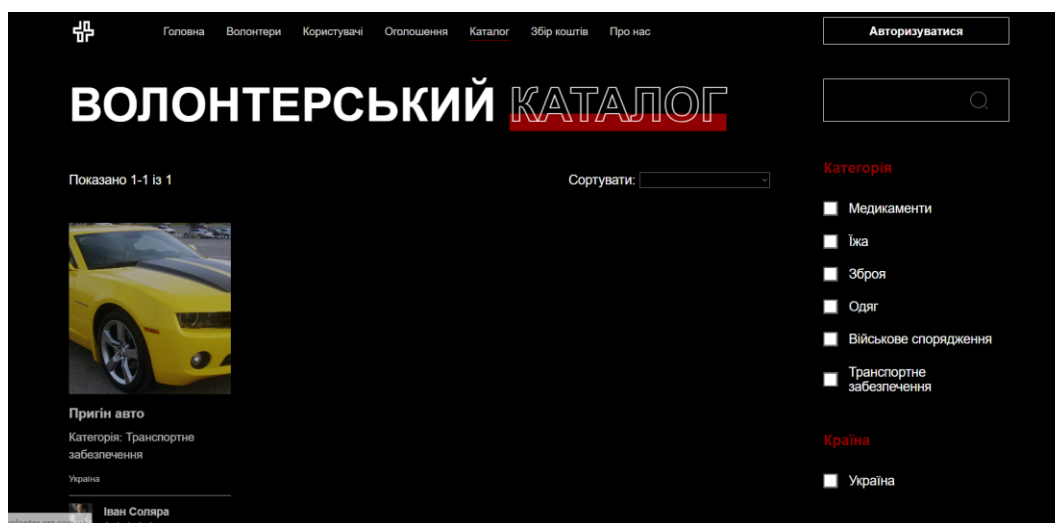 Головна Волонтери Користувачі Оголошення Каталог Збір коштів Про нас
Авторизуватися
ВОЛОНТЕРСЬКИЙ КАТАЛОГ
Показано 1-1 із 1
Сортувати:
Пригін авто
Категорія: Транспортне
забезпечення
Україна
Іван Соляра
Категорія
Медикаменти
Їжа
Зброя
Одяг
Військове спорядження
Транспортне
забезпечення
Країна
Україна